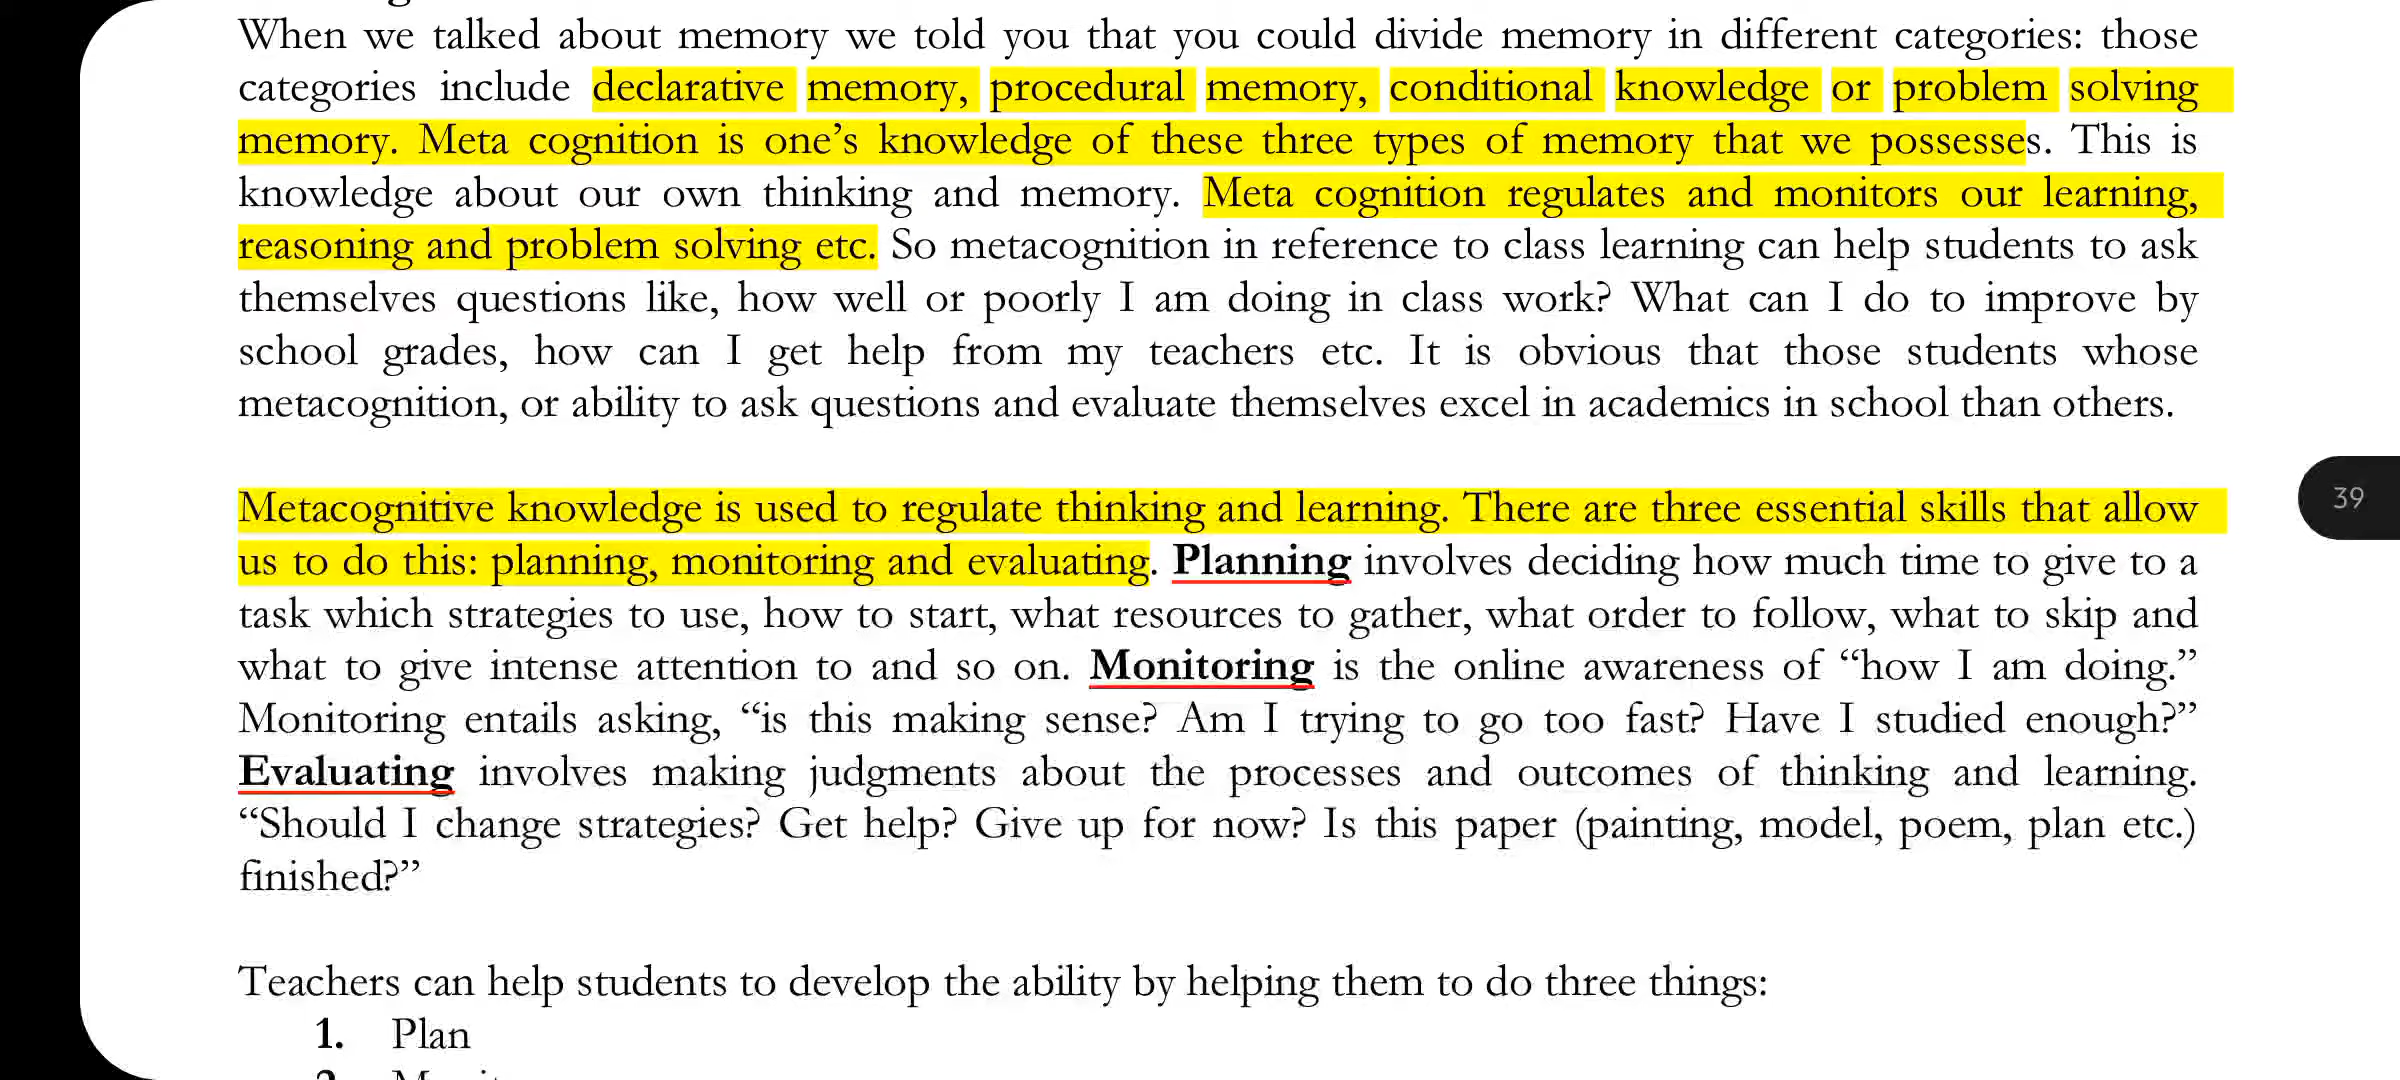 When we talked about memory we told you that you could divide memory in different categories: those
categories include declarative memory, procedural memory, conditional knowledge or problem solving
memory. Meta cognition is one’s knowledge of these three types of memory that we possesses. This is
knowledge about our own thinking and memory. Meta cognition regulates and monitors our learning,
reasoning and problem solving etc. So metacognition in reference to class learning can help students to ask
themselves questions like, how well or poorly I am doing in class work? What can I do to improve by
school grades, how can I get help from my teachers etc. It is obvious that those students whose
metacognition, or ability to ask questions and evaluate themselves excel in academics in school than others.
Metacognitive knowledge is used to regulate thinking and learning. There are three essential skills that allow
us to do this: planning, monitoring and evaluating. Planning involves deciding how much time to give to a
task which strategies to use, how to start, what resources to gather, what order to follow, what to skip and
what to give intense attention to and so on. Monitoring is the online awareness of “how I am doing.”
Monitoring entails asking, “is this making sense? Am I trying to go too fast? Have I studied enough?”
Evaluating involves making judgments about the processes and outcomes of thinking and learning.
“Should I change strategies? Get help? Give up for now? Is this paper (painting, model, poem, plan etc.)
finished?”
Teachers can help students to develop the ability by helping them to do three things:
1. Plan
39